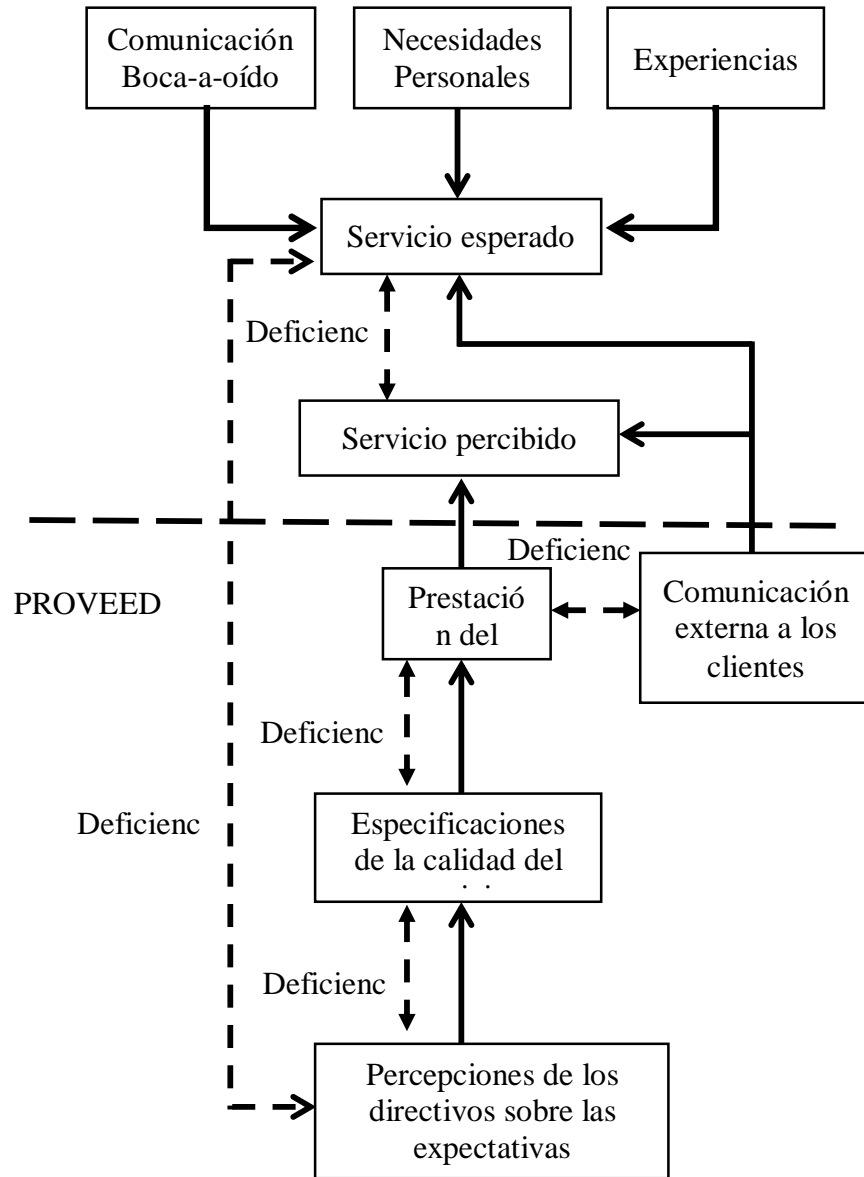 Comunicación
Boca-a-oído
Necesidades
Personales
Experiencias
Servicio esperado
Deficienc
Servicio percibido
Deficienc
PROVEED
Prestació
n del
Comunicación
externa a los
clientes
Deficienc
Deficienc
Especificaciones
de la calidad del
Deficienc
Percepciones de los
directivos sobre las
expectativas